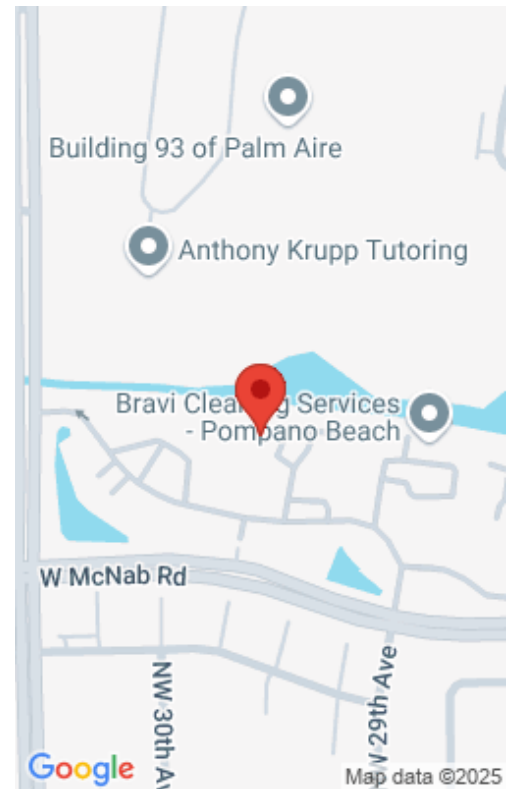 Building 93 of Palm Aire
Anthony Krupp Tutoring
Bravi Cleaning Services
- Pompano Beach
W McNab Rd
NW 30th Av
NW 29th Ave
Google
Map data ©2025